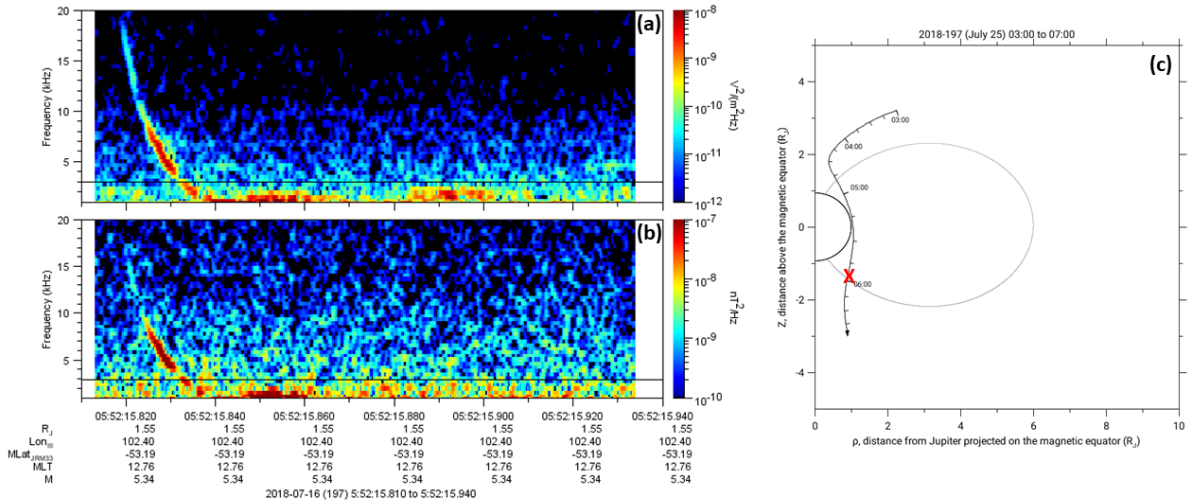 20
15
10
5
Frequency (kHz)
(a)
10-8
10-9
10-10
10-11
10-12
V2/(m2Hz)
20
15
10
5
Frequency (kHz)
(b)
10-7
10-8
10-9
10-10
nT2/Hz
05:52:15.820 05:52:15.840 05:52:15.860 05:52:15.880 05:52:15.900 05:52:15.920 05:52:15.940
RJ 1.55 1.55 1.55 1.55 1.55 1.55 1.55
LonIII 102.40 102.40 102.40 102.40 102.40 102.40 102.40
MLatJRM33 -53.19 -53.19 -53.19 -53.19 -53.19 -53.19 -53.19
MLT 12.76 12.76 12.76 12.76 12.76 12.76 12.76
M 5.34 5.34 5.34 5.34 5.34 5.34 5.34
2018-07-16 (197) 5:52:15.810 to 5:52:15.940
2018-197 (July 25) 03:00 to 07:00
(c)
4
2
0
-2
-4
Z, distance above the magnetic equator (RJ)
03:00
04:00
05:00
X
06:00
0 2 4 6 8 10
ρ, distance from Jupiter projected on the magnetic equator (RJ)